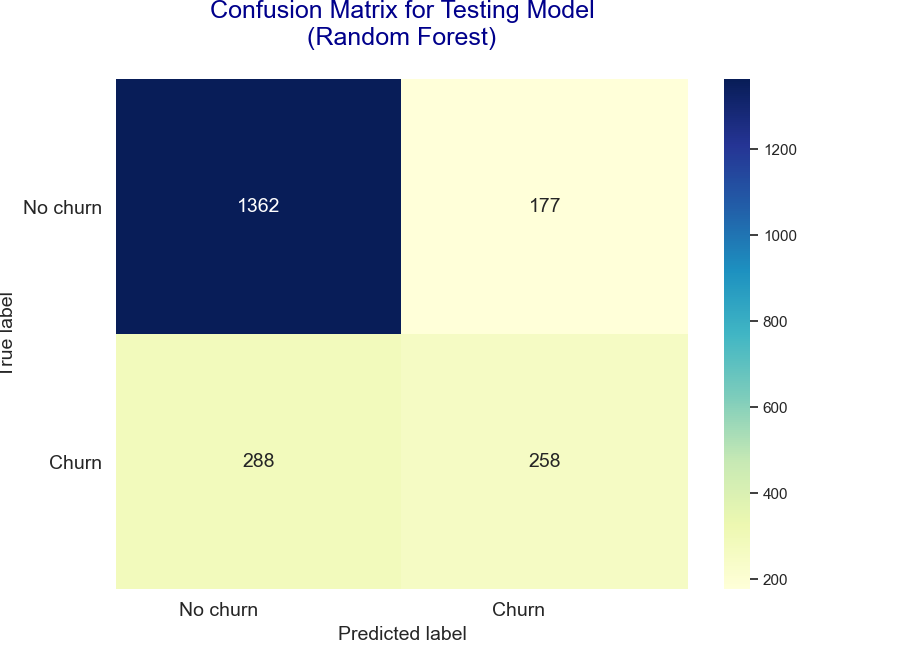 Confusion Matrix for Testing Model
(Random Forest)
True label
No churn
1362
177
Churn
288
258
No churn
Churn
Predicted label
1200
1000
800
600
400
200